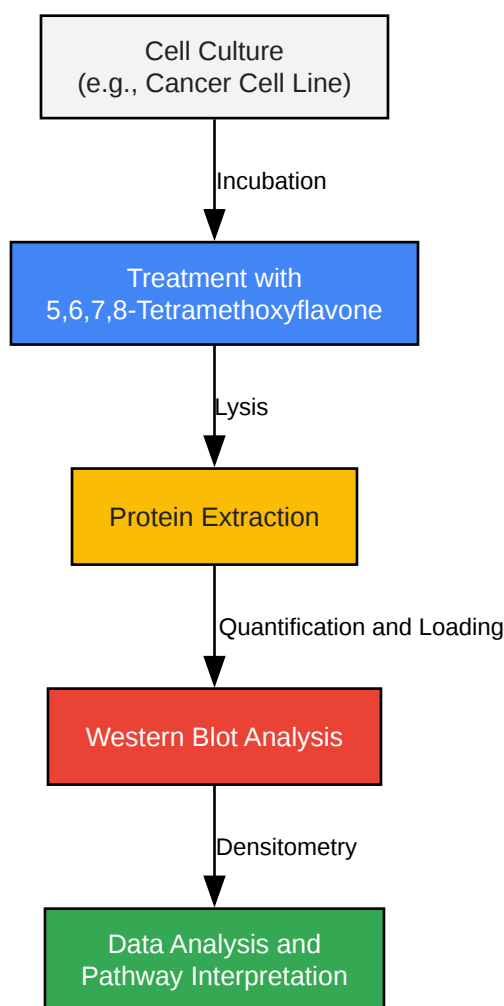 Cell Culture
(e.g., Cancer Cell Line)
Incubation
Treatment with
5,6,7,8-Tetramethoxyflavone
Lysis
Protein Extraction
Quantification and Loading
Western Blot Analysis
Densitometry
Data Analysis and
Pathway Interpretation